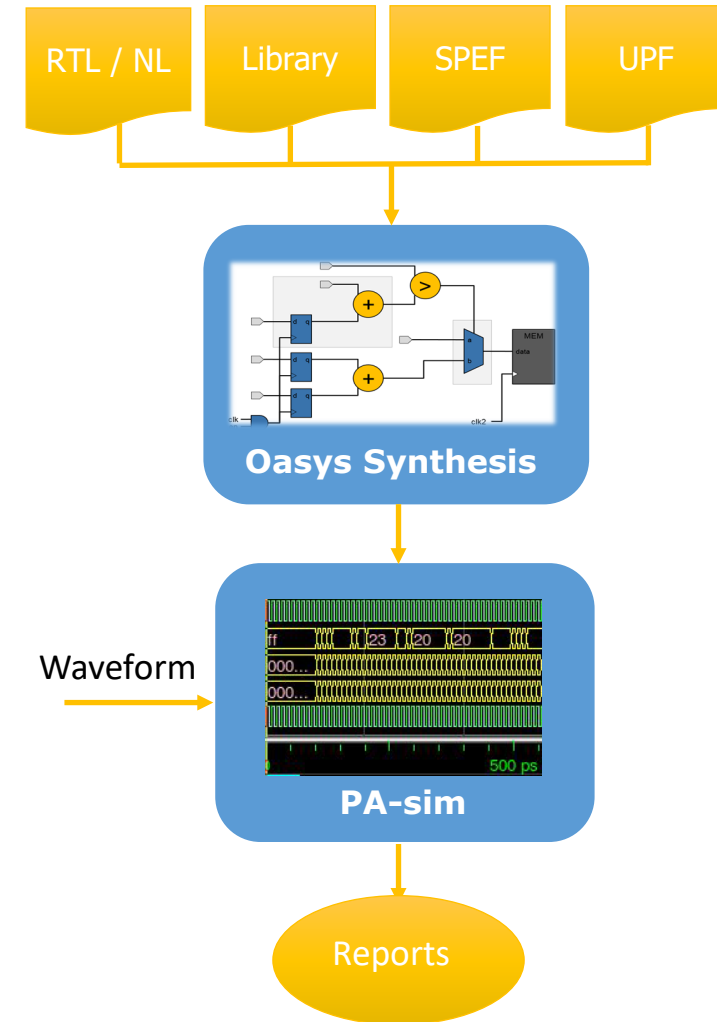 RTL / NL
Library
SPEF
UPF
>
+
d q
MEM
a
data
b
d q
+
d q
clk
clk2
Oasys Synthesis
ff
23
20
20
000...
000...
Waveform
0
500 ps
PA-sim
Reports